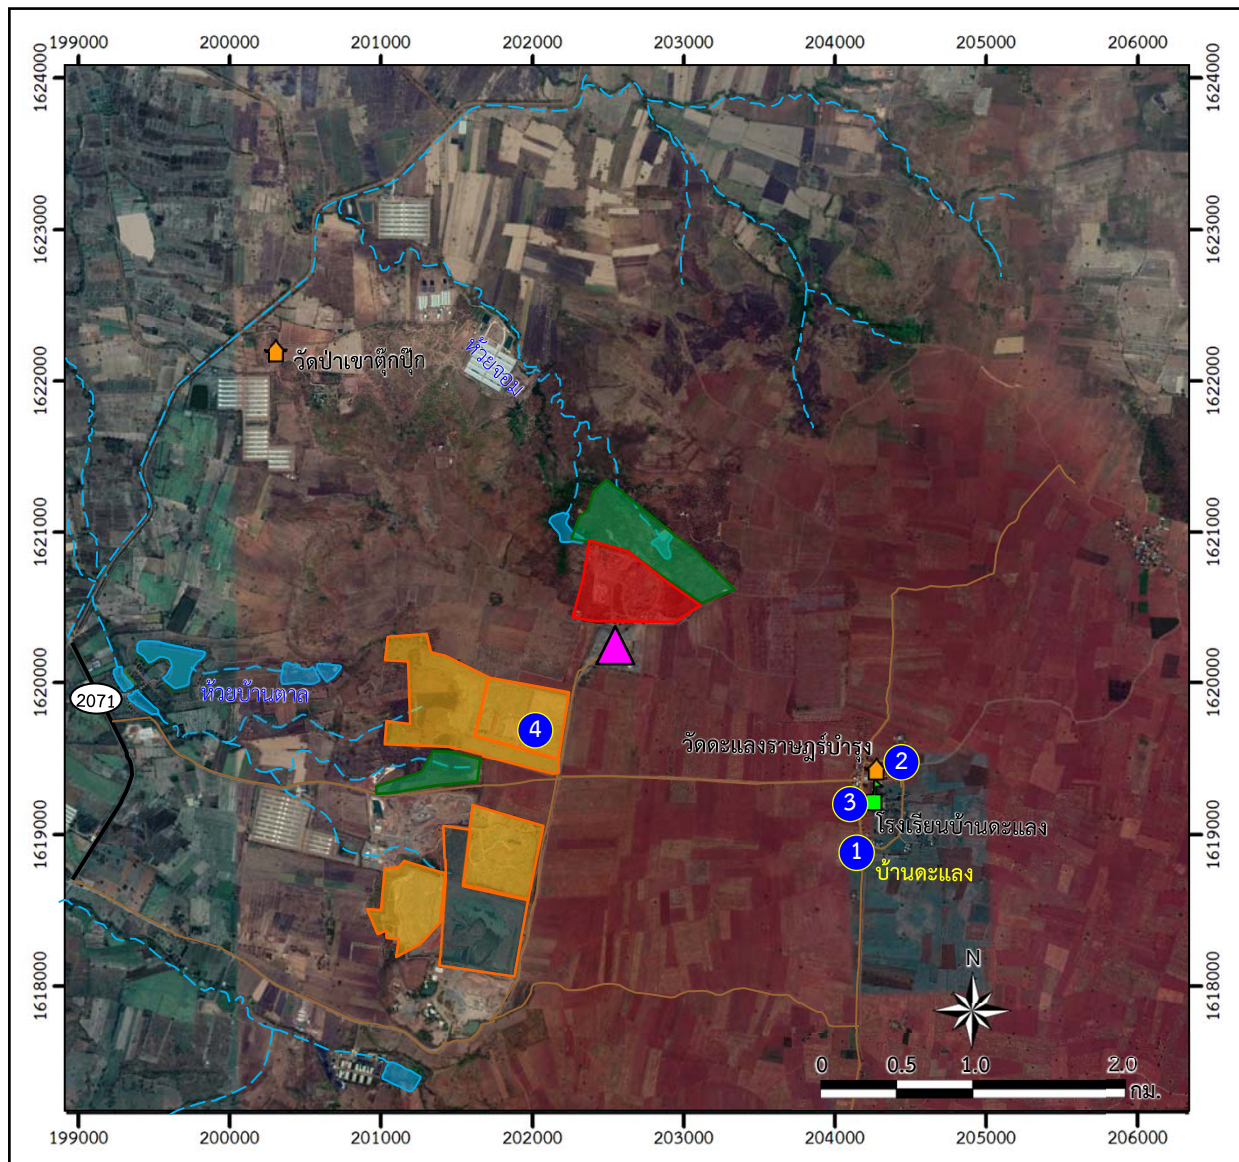 199000 200000 201000 202000 203000 204000 205000 206000
1624000 1624000
1623000 1623000
วัดป่าเขาตุ๊กปุ๊ก
ห้วยจอม
1622000 1622000
1621000 1621000
1620000 1620000
2071
ห้วยบ้านตาล
4
วัดตะแลงราษฎร์บำรุง
2
3
โรงเรียนบ้านตะแลง
1619000 1619000
1
บ้านตะแลง
N
1618000 1618000
0 0.5 1.0 2.0
กม.
199000 200000 201000 202000 203000 204000 205000 206000